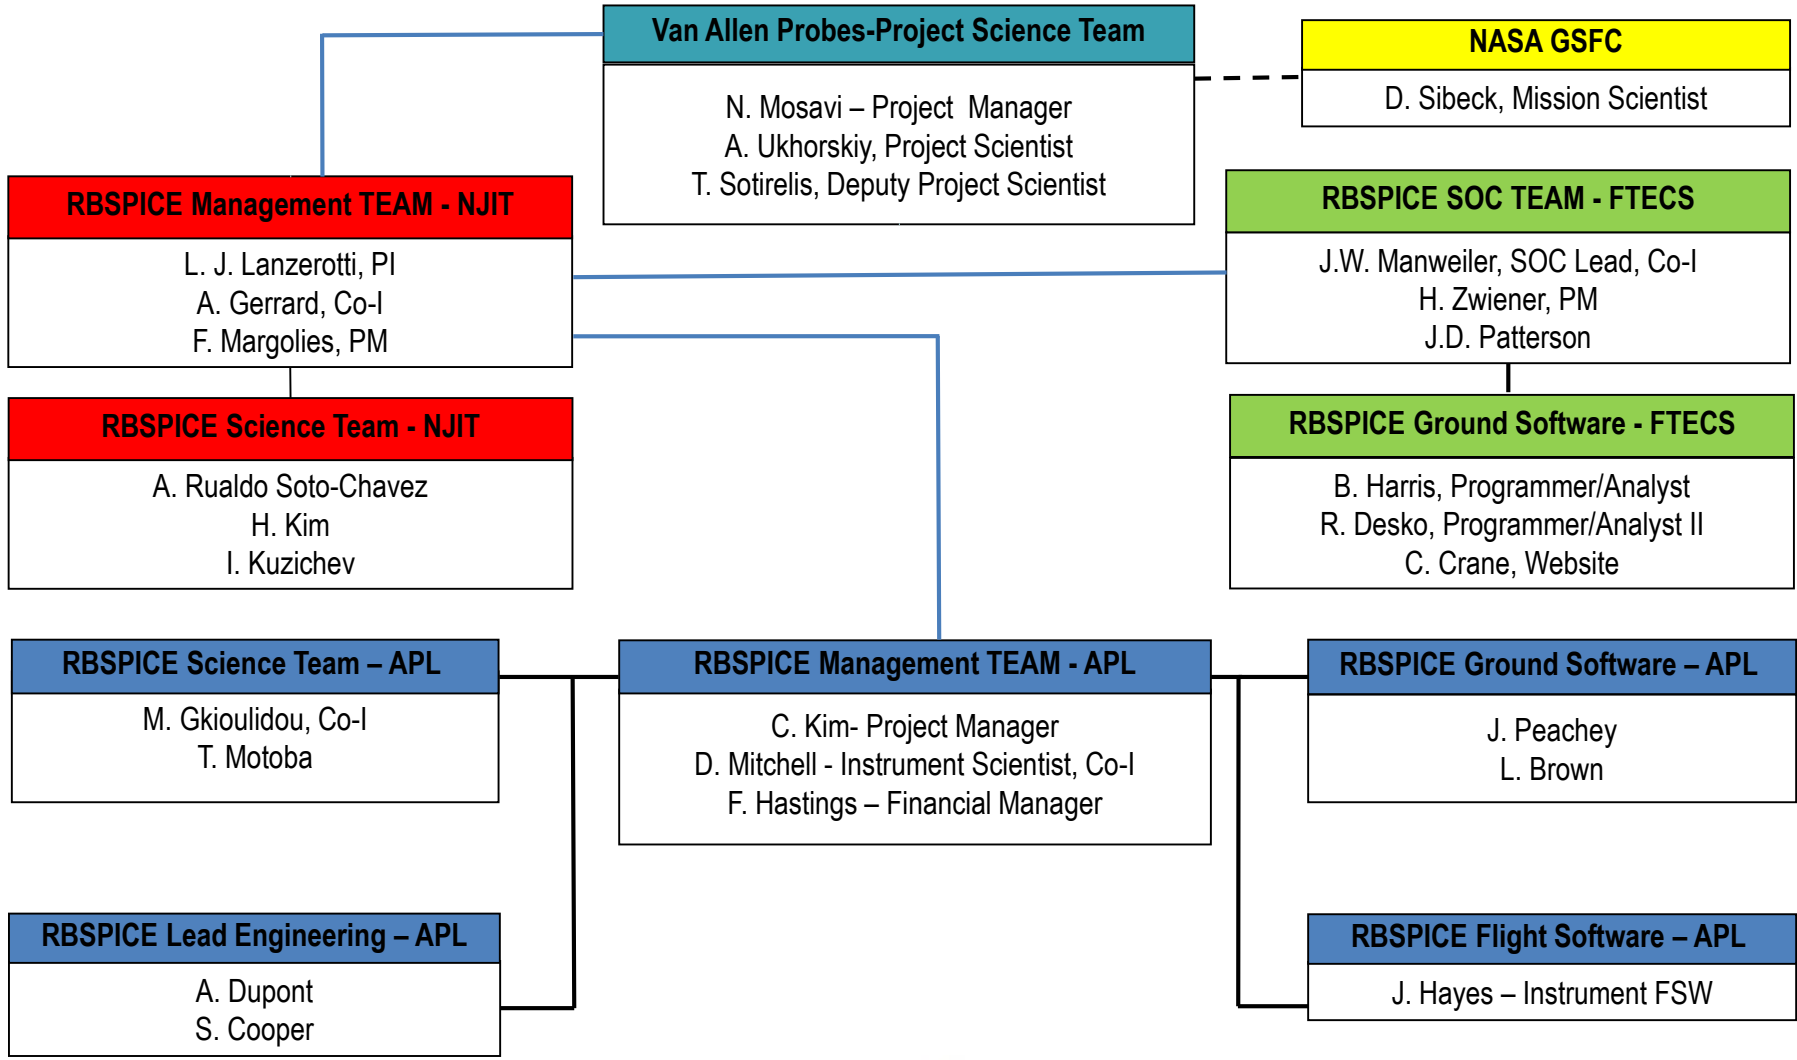 Van Allen Probes-Project Science Team
N. Mosavi – Project  Manager
A. Ukhorskiy, Project Scientist
T. Sotirelis, Deputy Project Scientist
NASA GSFC
D. Sibeck, Mission Scientist
RBSPICE Management TEAM - NJIT
L. J. Lanzerotti, PI
A. Gerrard, Co-I
F. Margolies, PM
RBSPICE SOC TEAM - FTECS
J.W. Manweiler, SOC Lead, Co-I
H. Zwiener, PM
J.D. Patterson
RBSPICE Science Team - NJIT
A. Rualdo Soto-Chavez
H. Kim
I. Kuzichev
RBSPICE Ground Software - FTECS
B. Harris, Programmer/Analyst
R. Desko, Programmer/Analyst II
C. Crane, Website
RBSPICE Science Team – APL
M. Gkioulidou, Co-I
T. Motoba
RBSPICE Management TEAM - APL
C. Kim- Project Manager
D. Mitchell - Instrument Scientist, Co-I
F. Hastings – Financial Manager
RBSPICE Ground Software – APL
J. Peachey
L. Brown
RBSPICE Lead Engineering – APL
A. Dupont
S. Cooper
RBSPICE Flight Software – APL
J. Hayes – Instrument FSW